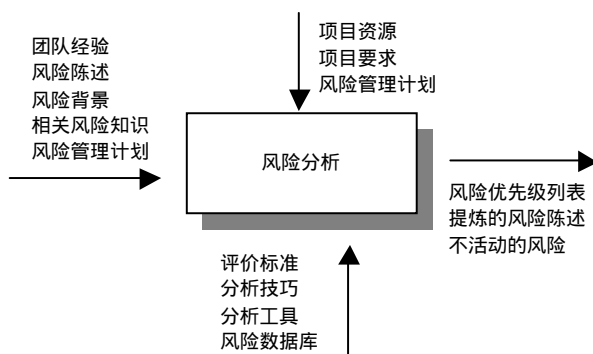 团队经验
风险陈述
风险背景
相关风险知识
风险管理计划
项目资源
项目要求
风险管理计划
风险分析
风险优先级列表
提炼的风险陈述
不活动的风险
评价标准
分析技巧
分析工具
风险数据库